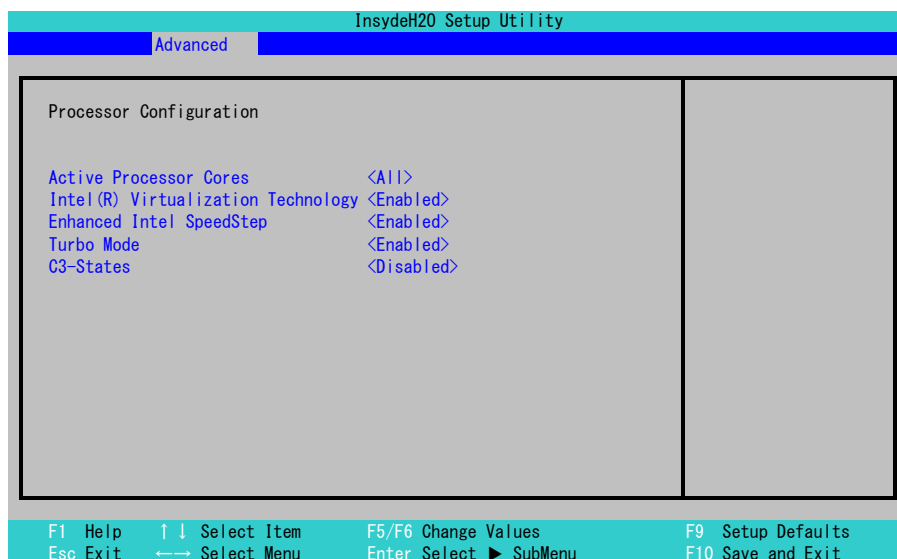 InsydeH2O Setup Utility
Advanced
Processor Configuration
Active Processor Cores <All>
Intel(R) Virtualization Technology <Enabled>
Enhanced Intel SpeedStep <Enabled>
Turbo Mode <Enabled>
C3-States <Disabled>
F1 Help ↑↓ Select Item F5/F6 Change Values F9 Setup Defaults
Esc Exit ←→ Select Menu Enter Select ▶ SubMenu F10 Save and Exit